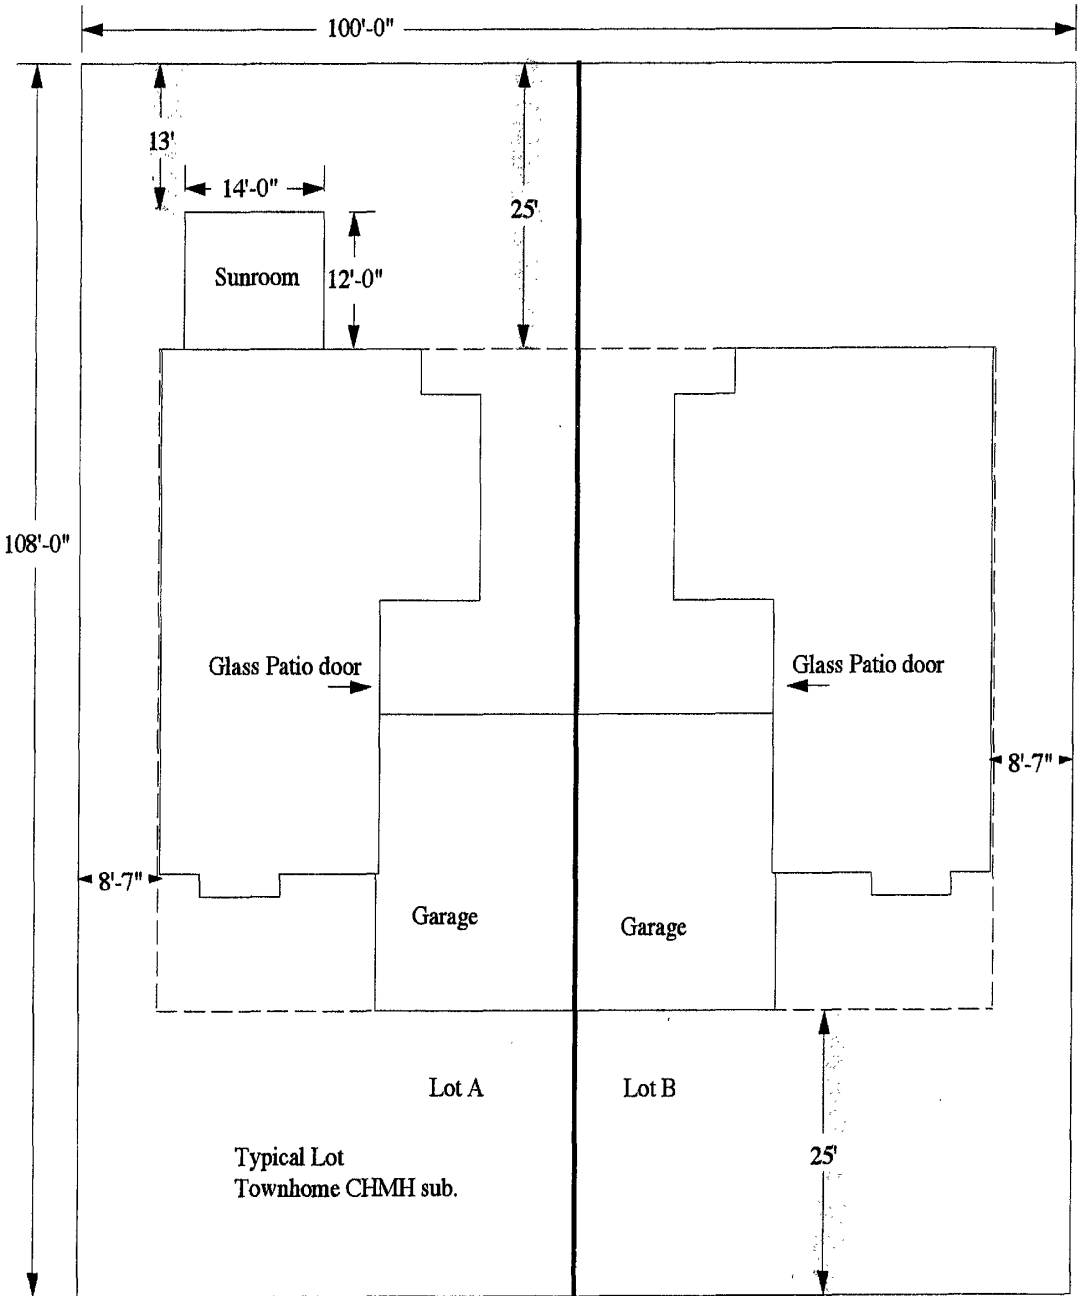 100'-0"
13'
14'-0"
25'
Sunroom
12'-0"
108'-0"
Glass Patio door
Glass Patio door
8'-7"
8'-7"
Garage
Garage
Lot A
Lot B
Typical Lot
25'
Townhome CHMH sub.